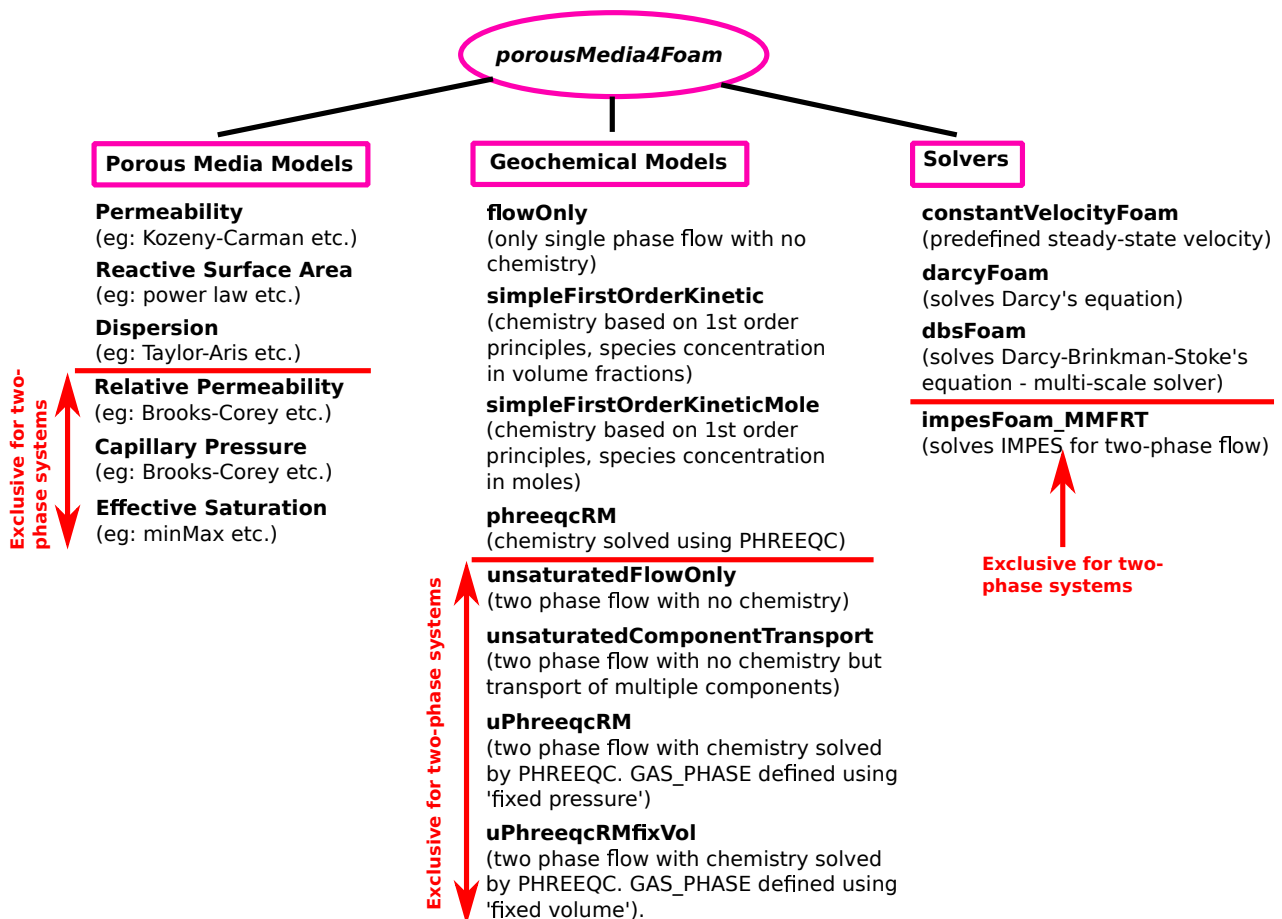 porousMedia4Foam
Porous Media Models
Permeability
(eg: Kozeny-Carman etc.)
Reactive Surface Area
(eg: power law etc.)
Dispersion
(eg: Taylor-Aris etc.)
Exclusive for two-
phase systems
Relative Permeability
(eg: Brooks-Corey etc.)
Capillary Pressure
(eg: Brooks-Corey etc.)
Effective Saturation
(eg: minMax etc.)
Geochemical Models
flowOnly
(only single phase flow with no
chemistry)
simpleFirstOrderKinetic
(chemistry based on 1st order
principles, species concentration
in volume fractions)
simpleFirstOrderKineticMole
(chemistry based on 1st order
principles, species concentration
in moles)
phreeqcRM
(chemistry solved using PHREEQC)
Exclusive for two-phase systems
unsaturatedFlowOnly
(two phase flow with no chemistry)
unsaturatedComponentTransport
(two phase flow with no chemistry but
transport of multiple components)
uPhreeqcRM
(two phase flow with chemistry solved
by PHREEQC. GAS_PHASE defined using
'fixed pressure')
uPhreeqcRMfixVol
(two phase flow with chemistry solved
by PHREEQC. GAS_PHASE defined using
'fixed volume').
Solvers
constantVelocityFoam
(predefined steady-state velocity)
darcyFoam
(solves Darcy's equation)
dbsFoam
(solves Darcy-Brinkman-Stoke's
equation - multi-scale solver)
impesFoam_MMFRT
(solves IMPES for two-phase flow)
Exclusive for two-
phase systems